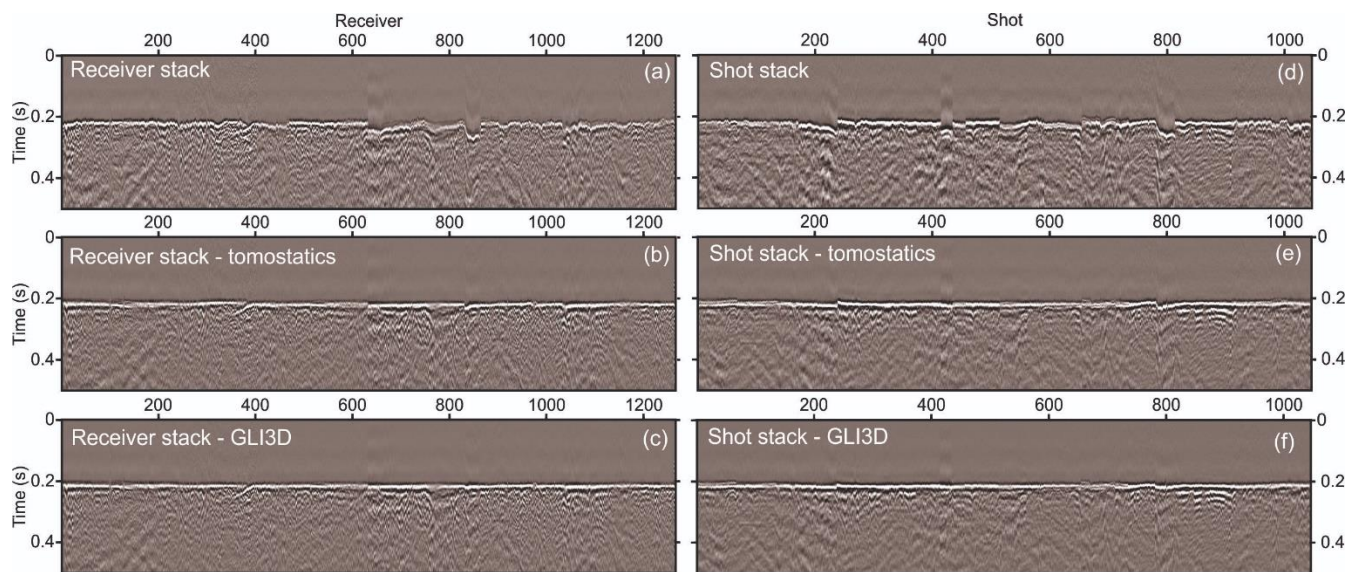 Receiver
Shot
200 400 600 800 1000 1200
200 400 600 800 1000
0
Receiver stack (a)
Shot stack (d)
0
Time (s)
0.2
0.2
0.4
0.4
200 400 600 800 1000 1200
200 400 600 800 1000
0
Receiver stack - tomostatics (b)
Shot stack - tomostatics (e)
0
Time (s)
0.2
0.2
0.4
0.4
200 400 600 800 1000 1200
200 400 600 800 1000
0
Receiver stack - GLI3D (c)
Shot stack - GLI3D (f)
0
Time (s)
0.2
0.2
0.4
0.4